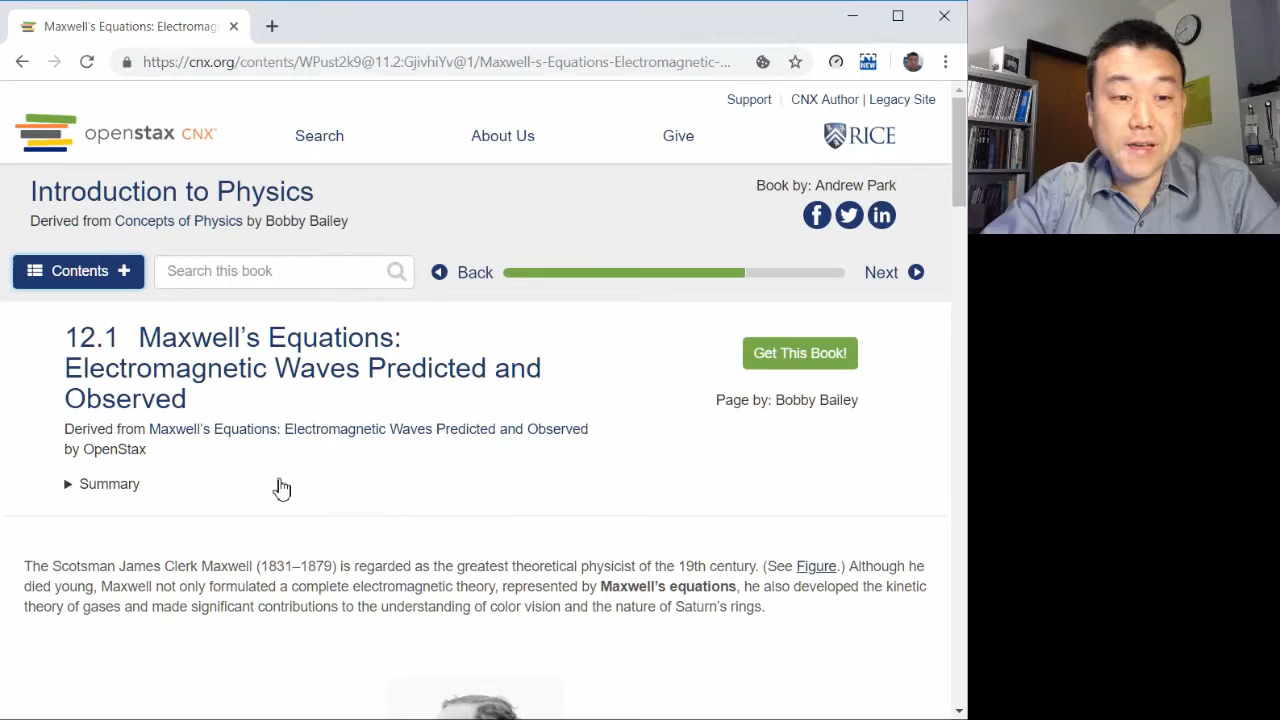 Maxwell's Equations: Electromag
https://cnx.org/contents/WPust2k9@11.2:GjivhiYv@1/Maxwell-s-Equations-Electromagnetic-...
NEW
Support | CNX Author | Legacy Site
openstax CNX™
Search
About Us
Give
RICE
Introduction to Physics
Book by: Andrew Park
Derived from Concepts of Physics by Bobby Bailey
Contents +
Search this book
Back
Next
12.1 Maxwell's Equations:
Electromagnetic Waves Predicted and
Observed
Get This Book!
Page by: Bobby Bailey
Derived from Maxwell's Equations: Electromagnetic Waves Predicted and Observed
by OpenStax
Summary
The Scotsman James Clerk Maxwell (1831–1879) is regarded as the greatest theoretical physicist of the 19th century. (See Figure.) Although he
died young, Maxwell not only formulated a complete electromagnetic theory, represented by Maxwell's equations, he also developed the kinetic
theory of gases and made significant contributions to the understanding of color vision and the nature of Saturn's rings.